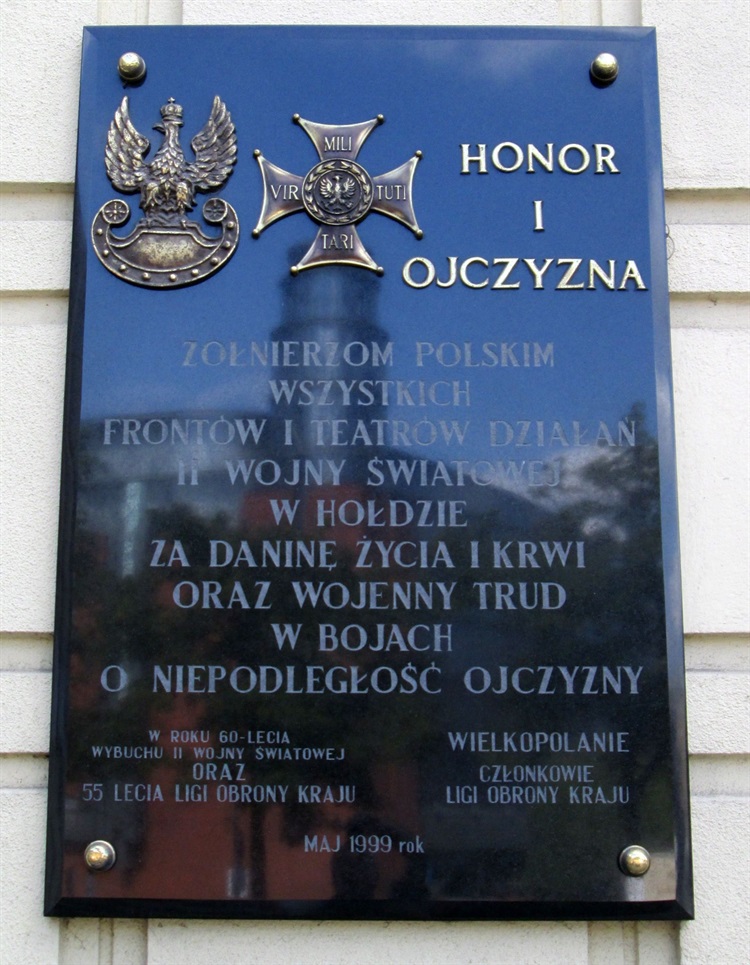 MILI
VIR TUTI
TARI
HONOR
I
OJCZYZNA
ŻOŁNIERZOM POLSKIM
WSZYSTKICH
FRONTÓW I TEATRÓW DZIAŁAŃ
II WOJNY ŚWIATOWEJ
W HOŁDZIE
ZA DANINĘ ŻYCIA I KRWI
ORAZ WOJENNY TRUD
W BOJACH
O NIEPODLEGŁOŚĆ OJCZYZNY
W ROKU 60-LECIA
WYBUCHU II WOJNY ŚWIATOWEJ
ORAZ
55 LECIA LIGI OBRONY KRAJU
WIELKOPOLANIE
CZŁONKOWIE
LIGI OBRONY KRAJU
MAJ 1999 rok